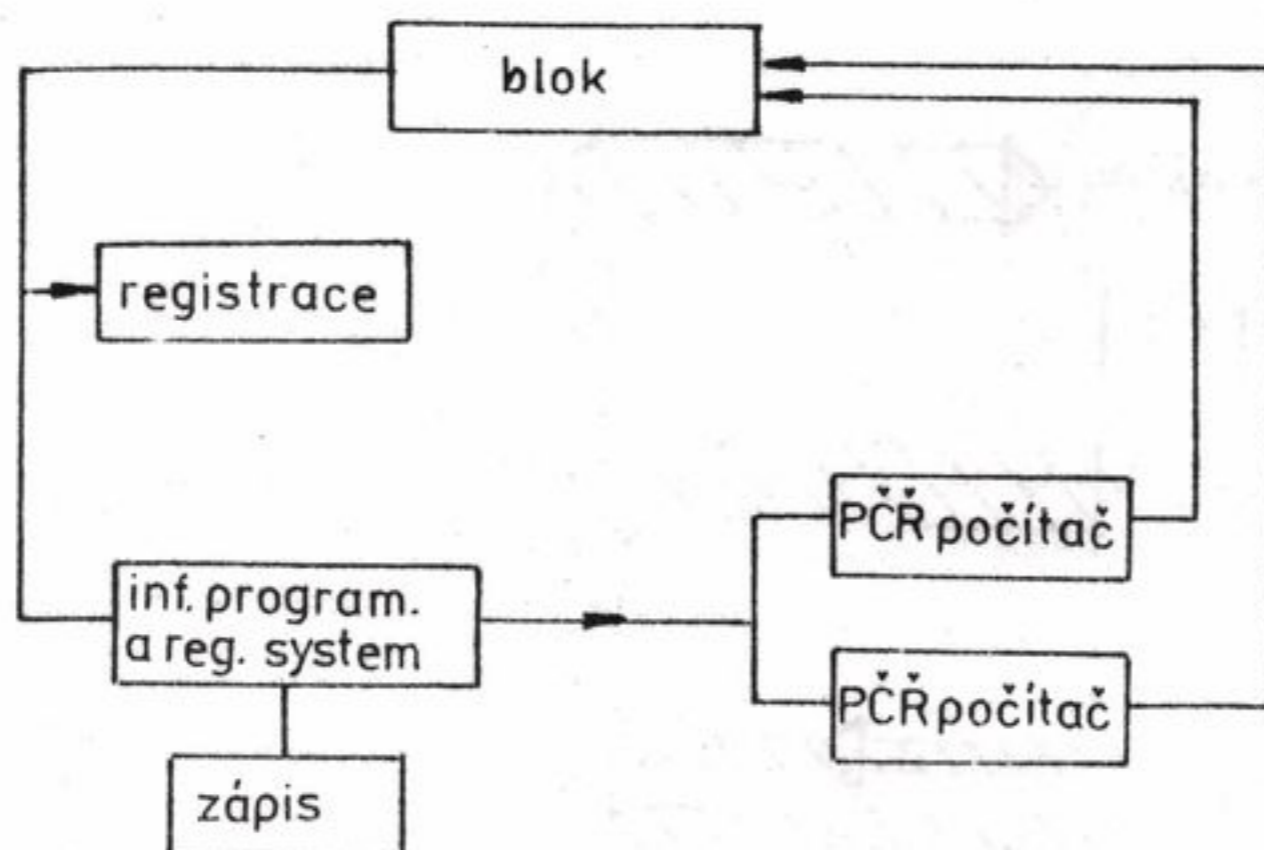 blok
registrace
PČŘ počítač
inf. program.
a reg. system
PČŘ počítač
zápis